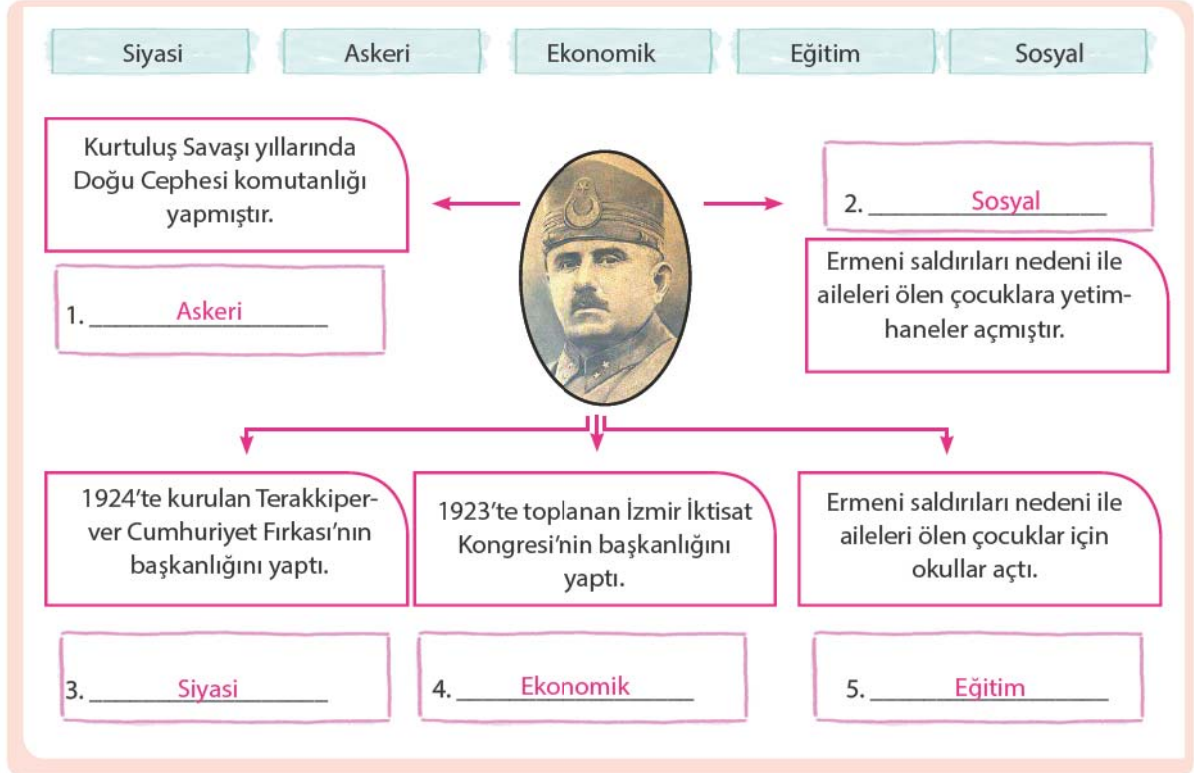 Siyasi
Askeri
Ekonomik
Eğitim
Sosyal
Kurtuluş Savaşı yıllarında
Doğu Cephesi komutanlığı
yapmıştır.
1. Askeri
2. Sosyal
Ermeni saldırıları nedeni ile
aileleri ölen çocuklara yetim-
haneler açmıştır.
1924’te kurulan Terakkiper-
ver Cumhuriyet Fırkası’nın
başkanlığını yaptı.
3. Siyasi
1923’te toplanan İzmir İktisat
Kongresi’nin başkanlığını
yaptı.
4. Ekonomik
Ermeni saldırıları nedeni ile
aileleri ölen çocuklar için
okullar açtı.
5. Eğitim